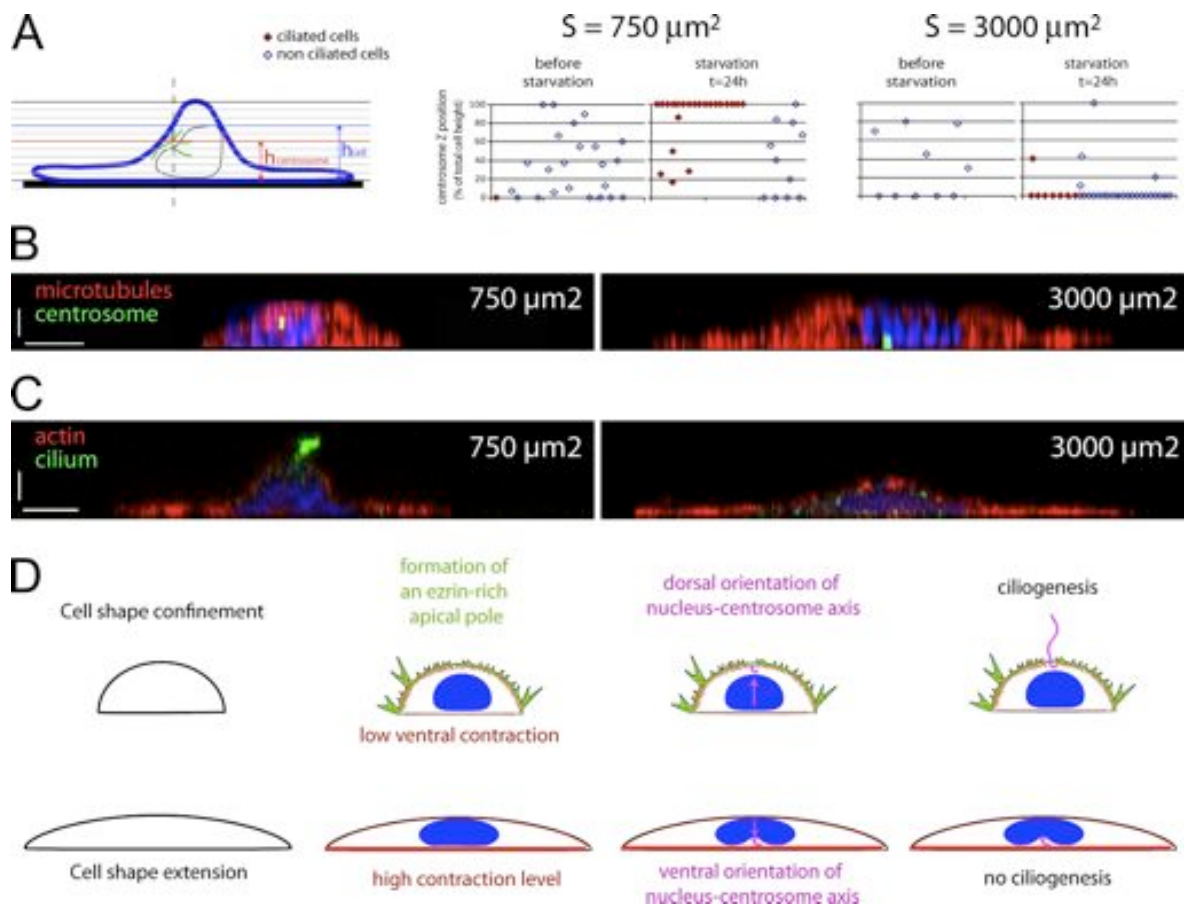 A
ciliated cells
non ciliated cells
h centrosome
h cell
S = 750 µm²
S = 3000 µm²
before
starvation
starvation
t=24h
before
starvation
starvation
t=24h
centrosome Z position
(% of total cell height)
100
80
60
40
20
0
B
microtubules
centrosome
750 µm2
3000 µm2
C
actin
cilium
750 µm2
3000 µm2
D
Cell shape confinement
formation of
an ezrin-rich
apical pole
low ventral contraction
dorsal orientation of
nucleus-centrosome axis
ciliogenesis
Cell shape extension
high contraction level
ventral orientation of
nucleus-centrosome axis
no ciliogenesis